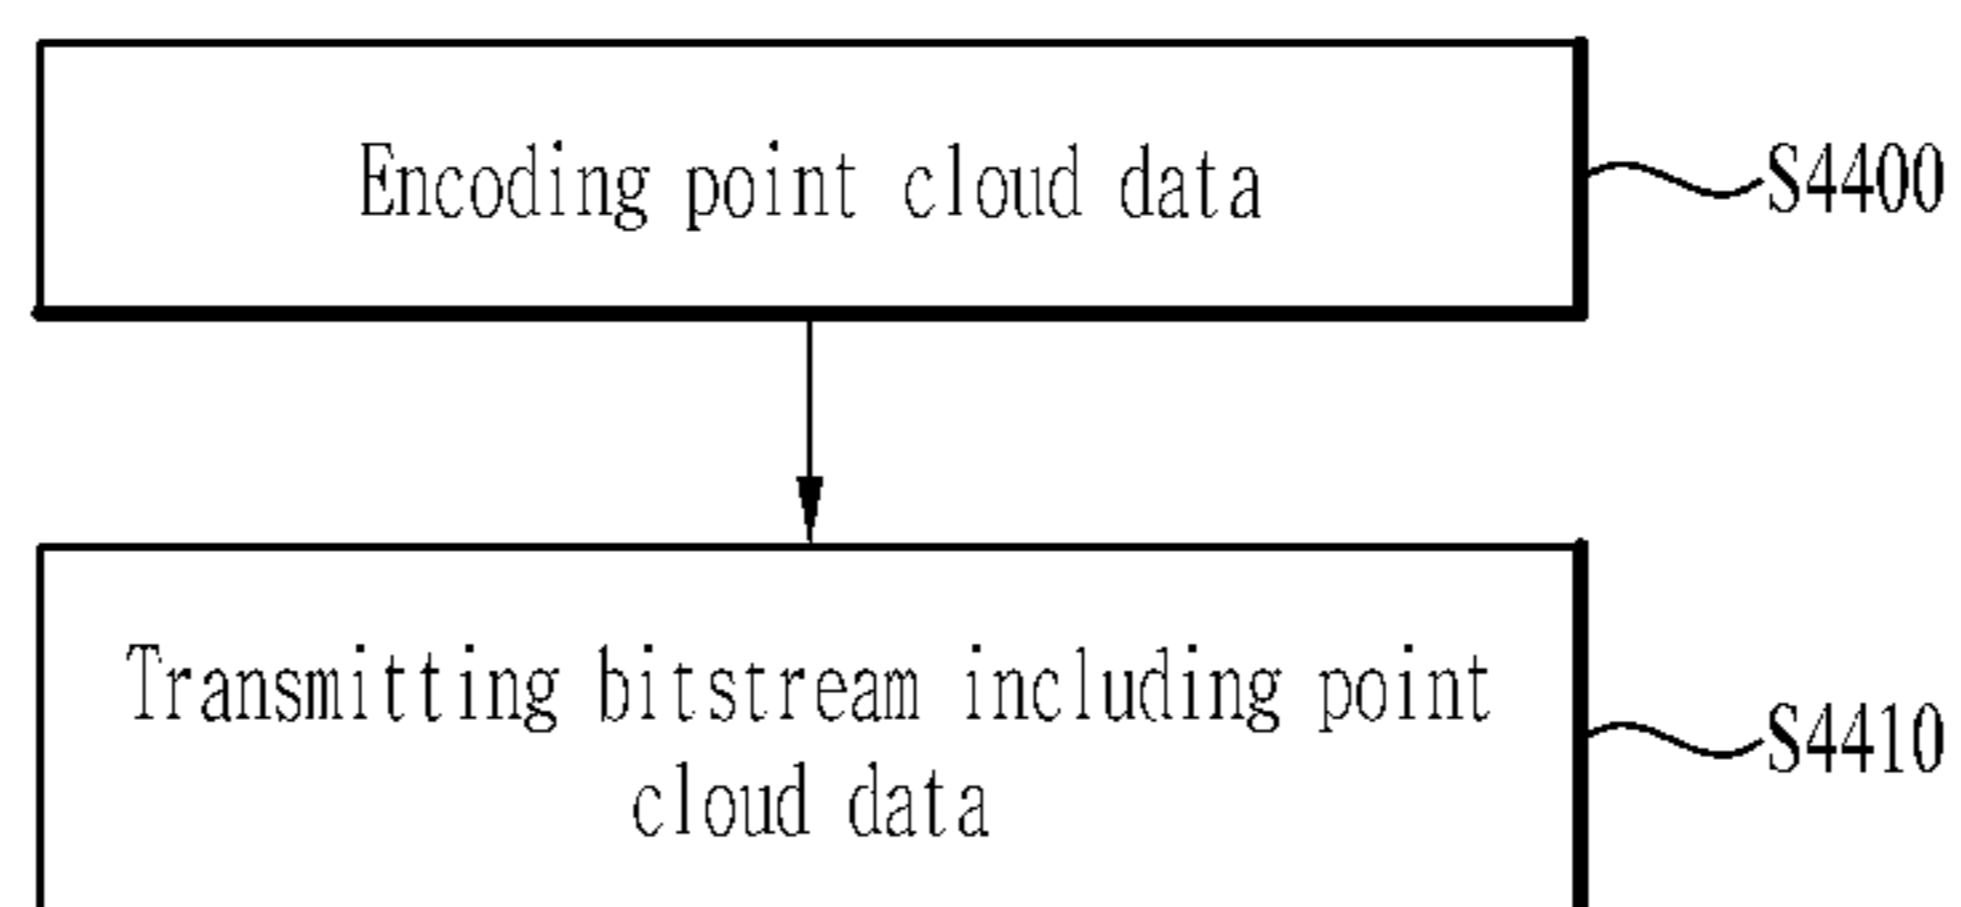 Encoding point cloud data
S4400
Transmitting bitstream including point
cloud data
S4410